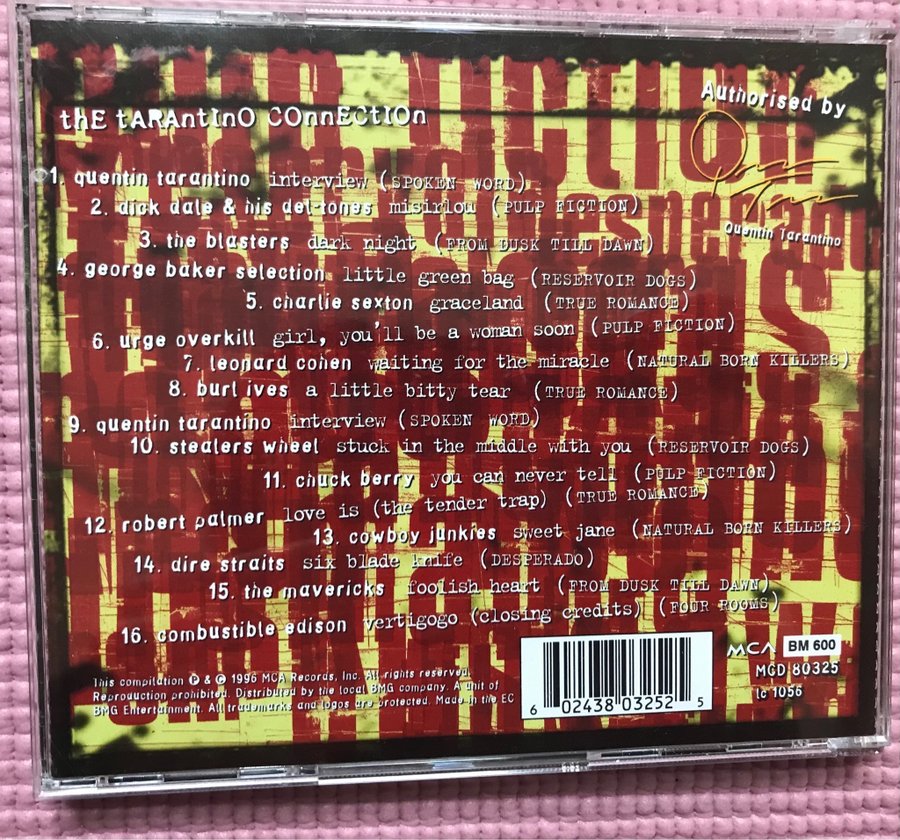 thE tARAntInO COnnECtIOn
Authorised by
Quentin Tarantino
1. quentin tarantino interview (SPOKEN WORD)
2. dick dale & his del-tones misirlou (PULP FICTION)
3. the blasters dark night (FROM DUSK TILL DAWN)
4. george baker selection little green bag (RESERVOIR DOGS)
5. charlie sexton graceland (TRUE ROMANCE)
6. urge overkill girl, you'll be a woman soon (PULP FICTION)
7. leonard cohen waiting for the miracle (NATURAL BORN KILLERS)
8. burl ives a little bitty tear (TRUE ROMANCE)
9. quentin tarantino interview (SPOKEN WORD)
10. stealers wheel stuck in the middle with you (RESERVOIR DOGS)
11. chuck berry you can never tell (PULP FICTION)
12. robert palmer love is (the tender trap) (TRUE ROMANCE)
13. cowboy junkies sweet jane (NATURAL BORN KILLERS)
14. dire straits six blade knife (DESPERADO)
15. the mavericks foolish heart (FROM DUSK TILL DAWN)
16. combustible edison vertigogo (closing credits) (FOUR ROOMS)
This compilation ℗ & © 1996 MCA Records, Inc. All rights reserved.
Reproduction prohibited. Distributed by the local BMG company. A unit of
BMG Entertainment. All trademarks and logos are protected. Made in the EC
6 02438 03252 5
MCA BM 600
MCD 80325
lc 1056